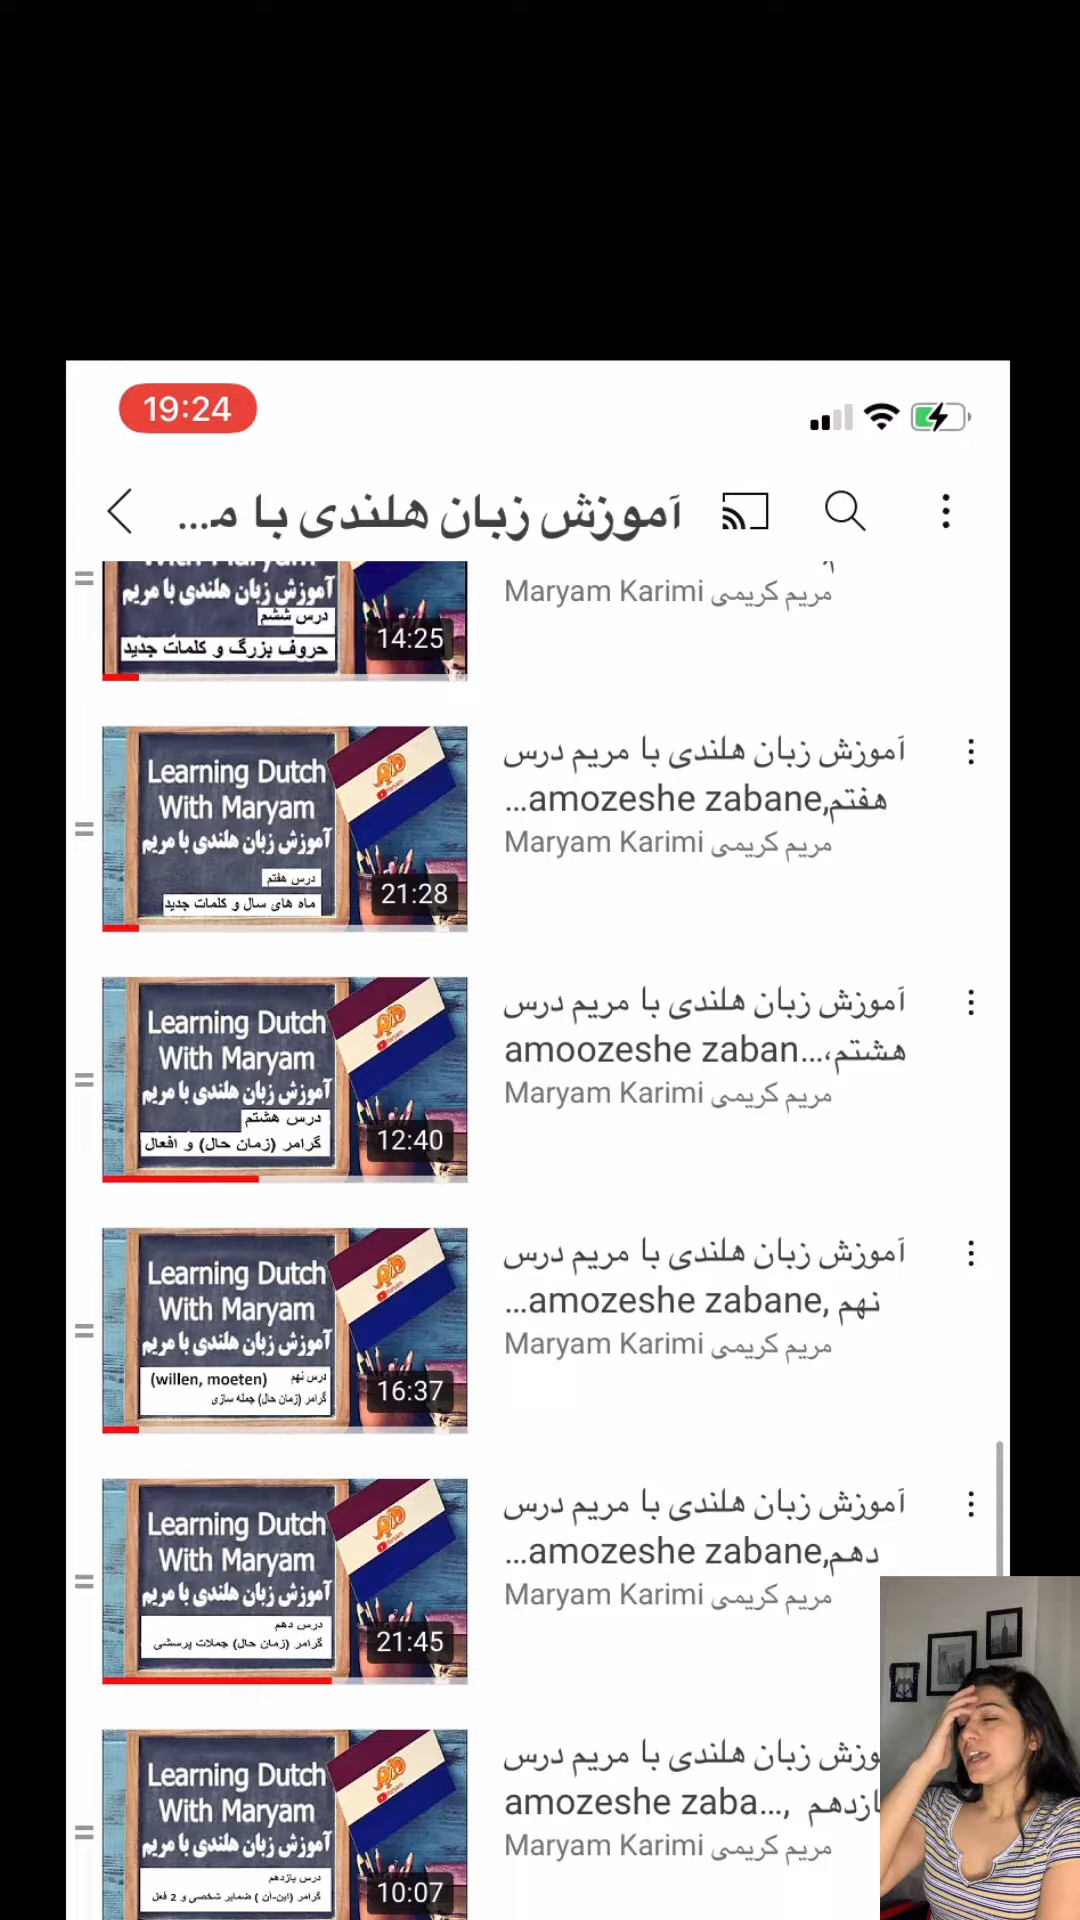 19:24
آموزش زبان هلندی با م...
آموزش زبان هلندی با مریم
درس ششم
حروف بزرگ و کلمات جدید
14:25
Maryam Karimi مریم کریمی
Learning Dutch
With Maryam
آموزش زبان هلندی با مریم
درس هفتم
ماه های سال و کلمات جدید
21:28
آموزش زبان هلندی با مریم درس
هفتم,amozeshe zabane...
Maryam Karimi مریم کریمی
Learning Dutch
With Maryam
آموزش زبان هلندی با مریم
درس هشتم
گرامر (زمان حال) و افعال
12:40
آموزش زبان هلندی با مریم درس
هشتم،...amoozeshe zaban
Maryam Karimi مریم کریمی
Learning Dutch
With Maryam
آموزش زبان هلندی با مریم
درس نهم (willen, moeten)
گرامر (زمان حال) جمله سازی
16:37
آموزش زبان هلندی با مریم درس
نهم ,amozeshe zabane...
Maryam Karimi مریم کریمی
Learning Dutch
With Maryam
آموزش زبان هلندی با مریم
درس دهم
گرامر (زمان حال) جملات پرسشی
21:45
آموزش زبان هلندی با مریم درس
دهم,amozeshe zabane...
Maryam Karimi مریم کریمی
Learning Dutch
With Maryam
آموزش زبان هلندی با مریم
درس یازدهم
گرامر (این-آن ) ضمایر شخصی و 2 فعل
10:07
وزش زبان هلندی با مریم درس
ازدهم ,...amozeshe zaba
Maryam Karimi مریم کریمی